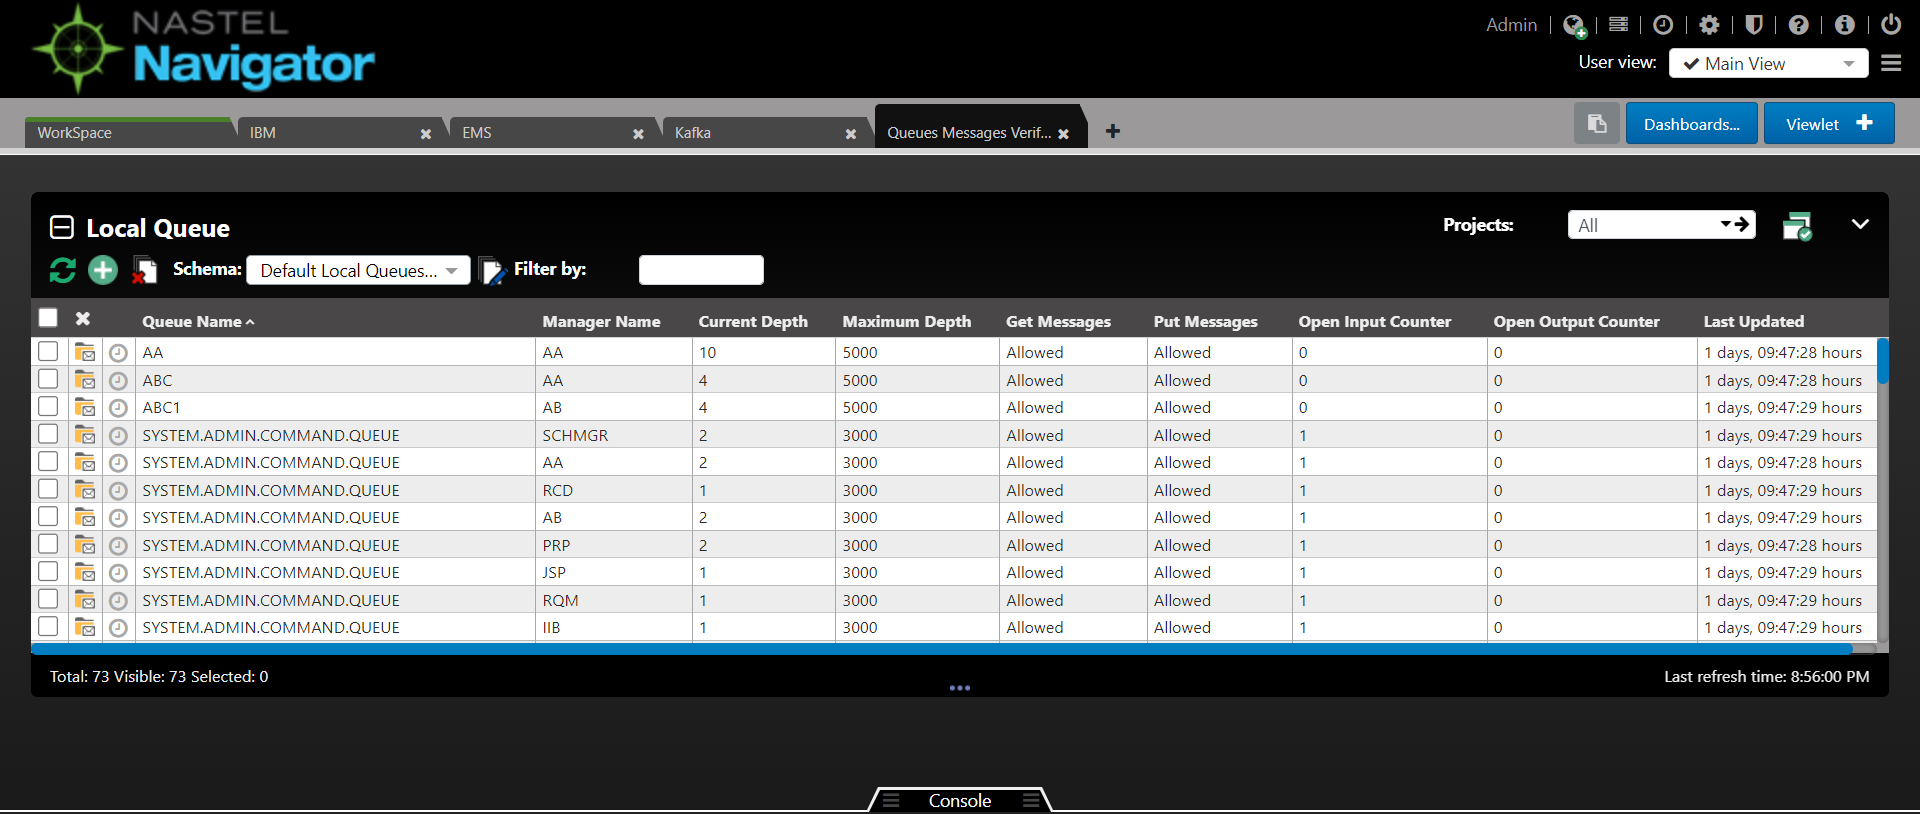 NASTEL
Navigator
Admin
User view: Main View
WorkSpace IBM EMS Kafka Queues Messages Verif... Dashboards... Viewlet
Local Queue Projects: All
Schema: Default Local Queues... Filter by:
Queue Name Manager Name Current Depth Maximum Depth Get Messages Put Messages Open Input Counter Open Output Counter Last Updated
AA AA 10 5000 Allowed Allowed 0 0 1 days, 09:47:28 hours
ABC AA 4 5000 Allowed Allowed 0 0 1 days, 09:47:28 hours
ABC1 AB 4 5000 Allowed Allowed 0 0 1 days, 09:47:29 hours
SYSTEM.ADMIN.COMMAND.QUEUE SCHMGR 2 3000 Allowed Allowed 1 0 1 days, 09:47:29 hours
SYSTEM.ADMIN.COMMAND.QUEUE AA 2 3000 Allowed Allowed 1 0 1 days, 09:47:28 hours
SYSTEM.ADMIN.COMMAND.QUEUE RCD 1 3000 Allowed Allowed 1 0 1 days, 09:47:29 hours
SYSTEM.ADMIN.COMMAND.QUEUE AB 2 3000 Allowed Allowed 1 0 1 days, 09:47:29 hours
SYSTEM.ADMIN.COMMAND.QUEUE PRP 2 3000 Allowed Allowed 1 0 1 days, 09:47:28 hours
SYSTEM.ADMIN.COMMAND.QUEUE JSP 1 3000 Allowed Allowed 1 0 1 days, 09:47:29 hours
SYSTEM.ADMIN.COMMAND.QUEUE RQM 1 3000 Allowed Allowed 1 0 1 days, 09:47:29 hours
SYSTEM.ADMIN.COMMAND.QUEUE IIB 1 3000 Allowed Allowed 1 0 1 days, 09:47:29 hours
Total: 73 Visible: 73 Selected: 0 Last refresh time: 8:56:00 PM
Console